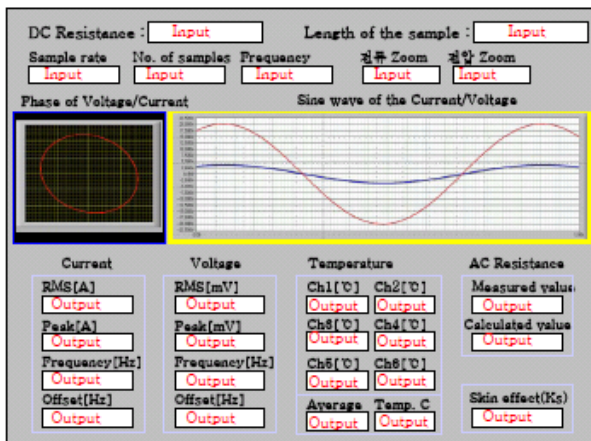 DC Resistance : Input Length of the sample : Input
Sample rate No. of samples Frequency 전류 Zoom 전압 Zoom
Input Input Input Input Input
Phase of Voltage/Current Sine wave of the Current/Voltage
Current Voltage Temperature AC Resistance
RMS[A] RMS[mV] Ch1[℃] Ch2[℃] Measured value
Output Output Output Output Output
Peak[A] Peak[mV] Ch3[℃] Ch4[℃] Calculated value
Output Output Output Output Output
Frequency[Hz] Frequency[Hz] Ch5[℃] Ch6[℃]
Output Output Output Output
Offset[Hz] Offset[Hz] Average Temp. C Skin effect(Ks)
Output Output Output Output Output